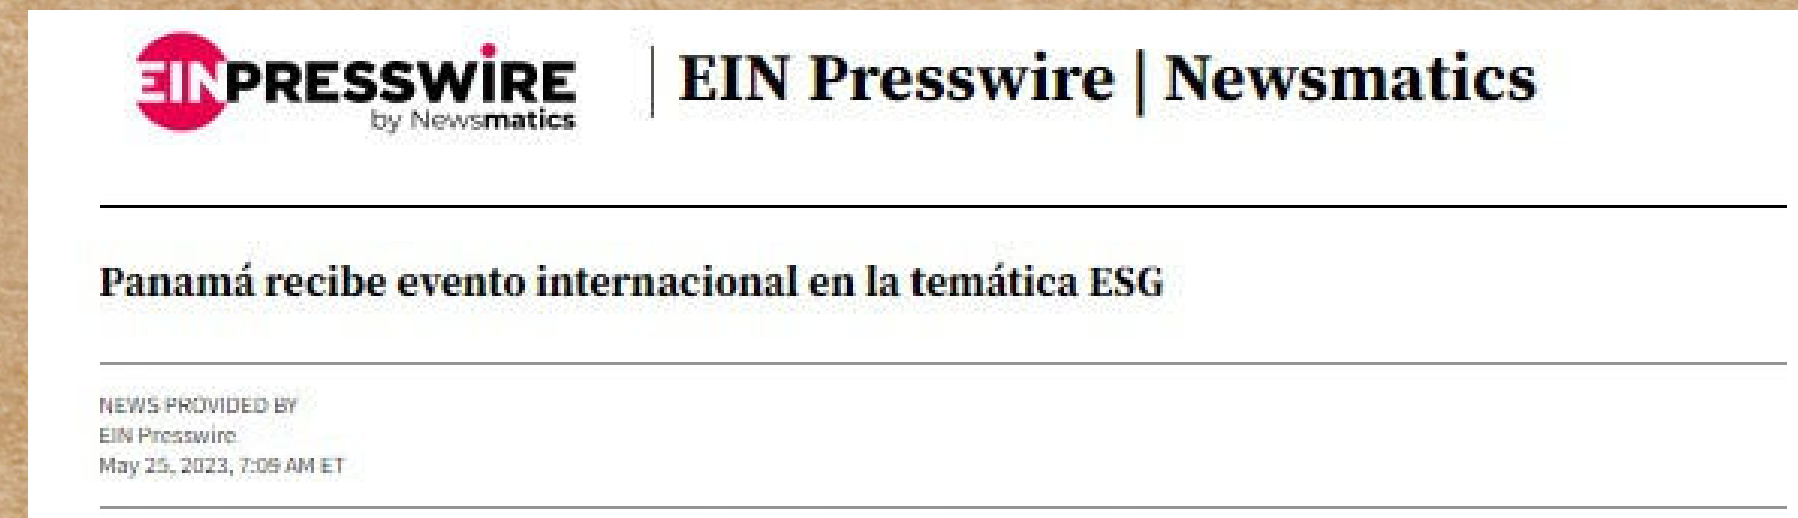 EINPRESSWIRE
by Newsmatics
EIN Presswire | Newsmatics
Panamá recibe evento internacional en la temática ESG
NEWS PROVIDED BY
EIN Presswire
May 25, 2023, 7:09 AM ET